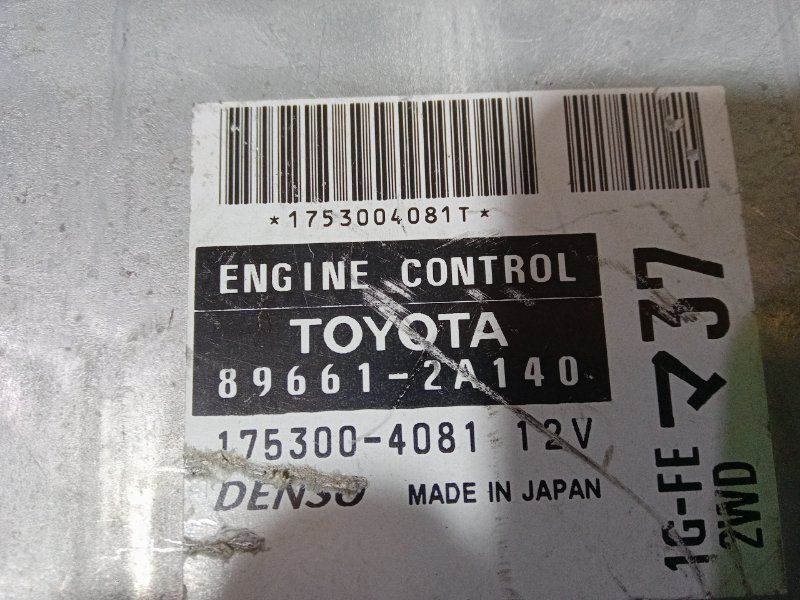 *1753004081T*
ENGINE CONTROL
TOYOTA
89661-2A140
175300-4081 12V
DENSO MADE IN JAPAN
マ37
1G-FE
2WD